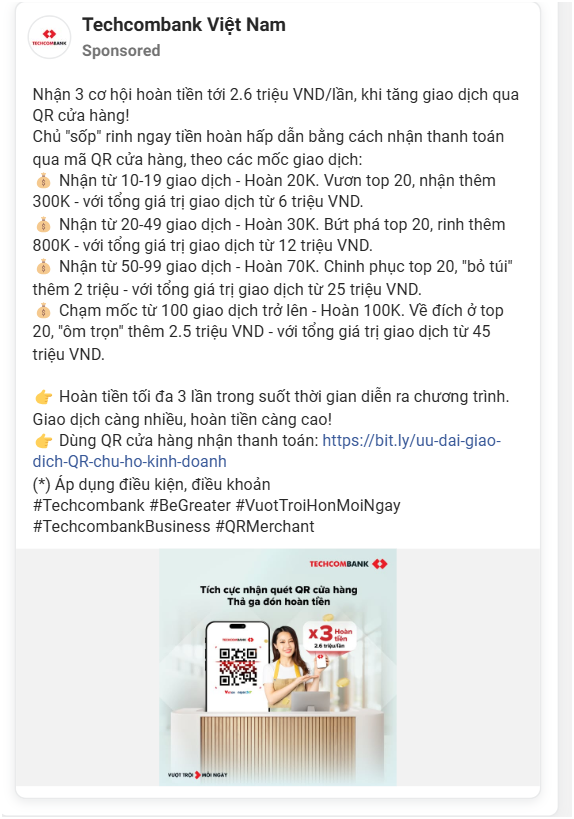 Techcombank Việt Nam
TECHCOMBANK
Sponsored
Nhận 3 cơ hội hoàn tiền tới 2.6 triệu VND/lần, khi tăng giao dịch qua
QR cửa hàng!
Chủ "sốp" rinh ngay tiền hoàn hấp dẫn bằng cách nhận thanh toán
qua mã QR cửa hàng, theo các mốc giao dịch:
💰 Nhận từ 10-19 giao dịch - Hoàn 20K. Vươn top 20, nhận thêm
300K - với tổng giá trị giao dịch từ 6 triệu VND.
💰 Nhận từ 20-49 giao dịch - Hoàn 30K. Bứt phá top 20, rinh thêm
800K - với tổng giá trị giao dịch từ 12 triệu VND.
💰 Nhận từ 50-99 giao dịch - Hoàn 70K. Chinh phục top 20, "bỏ túi"
thêm 2 triệu - với tổng giá trị giao dịch từ 25 triệu VND.
💰 Chạm mốc từ 100 giao dịch trở lên - Hoàn 100K. Về đích ở top
20, "ôm trọn" thêm 2.5 triệu VND - với tổng giá trị giao dịch từ 45
triệu VND.
👉 Hoàn tiền tối đa 3 lần trong suốt thời gian diễn ra chương trình.
Giao dịch càng nhiều, hoàn tiền càng cao!
👉 Dùng QR cửa hàng nhận thanh toán: https://bit.ly/uu-dai-giao-
dich-QR-chu-ho-kinh-doanh
(*) Áp dụng điều kiện, điều khoản
#Techcombank #BeGreater #VuotTroiHonMoiNgay
#TechcombankBusiness #QRMerchant
TECHCOMBANK
Tích cực nhận quét QR cửa hàng
Thả ga đón hoàn tiền
TECHCOMBANK
x3 Hoàn
tiền
2.6 triệu/lần
VƯỢT TRỘI MỖI NGÀY